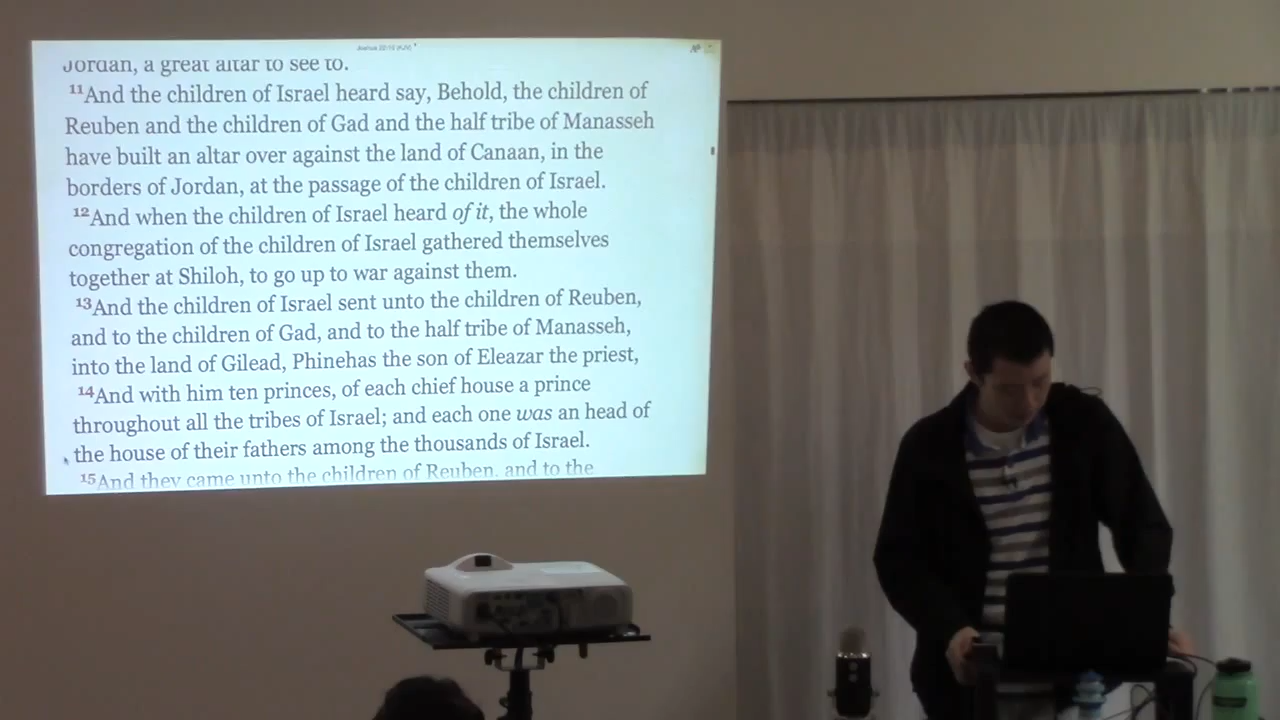 Jordan, a great altar to see to.
¹¹And the children of Israel heard say, Behold, the children of
Reuben and the children of Gad and the half tribe of Manasseh
have built an altar over against the land of Canaan, in the
borders of Jordan, at the passage of the children of Israel.
¹²And when the children of Israel heard of it, the whole
congregation of the children of Israel gathered themselves
together at Shiloh, to go up to war against them.
¹³And the children of Israel sent unto the children of Reuben,
and to the children of Gad, and to the half tribe of Manasseh,
into the land of Gilead, Phinehas the son of Eleazar the priest,
¹⁴And with him ten princes, of each chief house a prince
throughout all the tribes of Israel; and each one was an head of
the house of their fathers among the thousands of Israel.
¹⁵And they came unto the children of Reuben, and to the